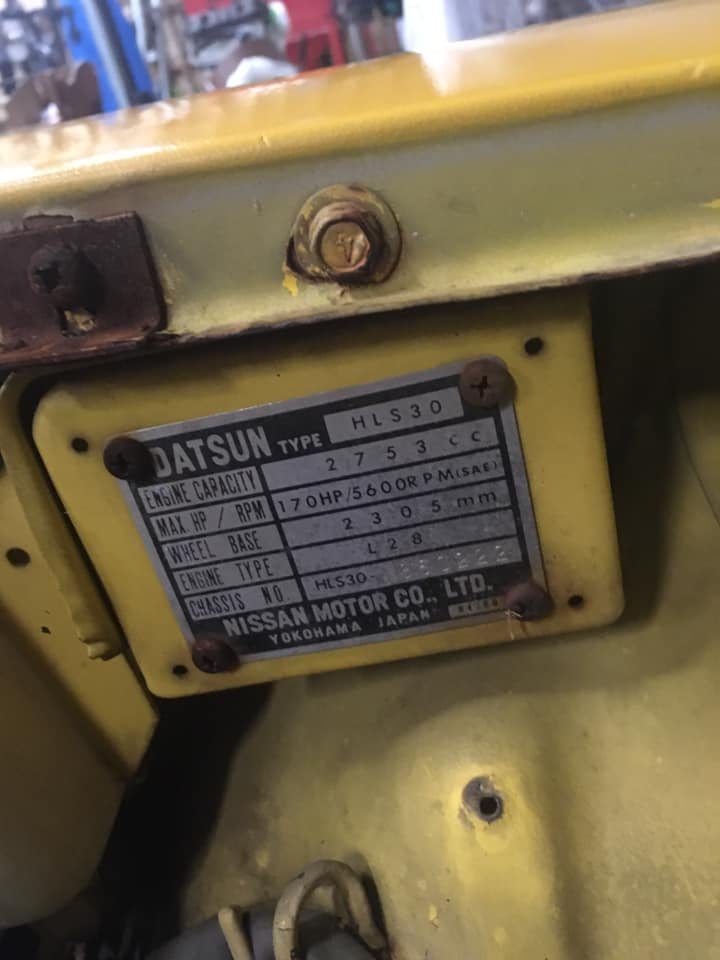 DATSUN TYPE HLS30
ENGINE CAPACITY 2753 CC
MAX. HP / RPM 170HP/5600RPM(SAE)
WHEEL BASE 2305 mm
ENGINE TYPE L28
CHASSIS NO. HLS30-
NISSAN MOTOR CO., LTD.
YOKOHAMA JAPAN